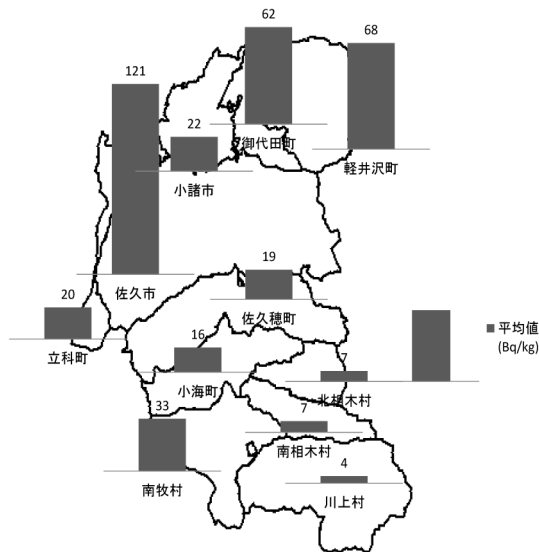 62
68
121
22
御代田町
軽井沢町
小諸市
19
佐久市
20
佐久穂町
平均値
(Bq/kg)
立科町
16
7
小海町
北相木村
33
7
南相木村
4
南牧村
川上村